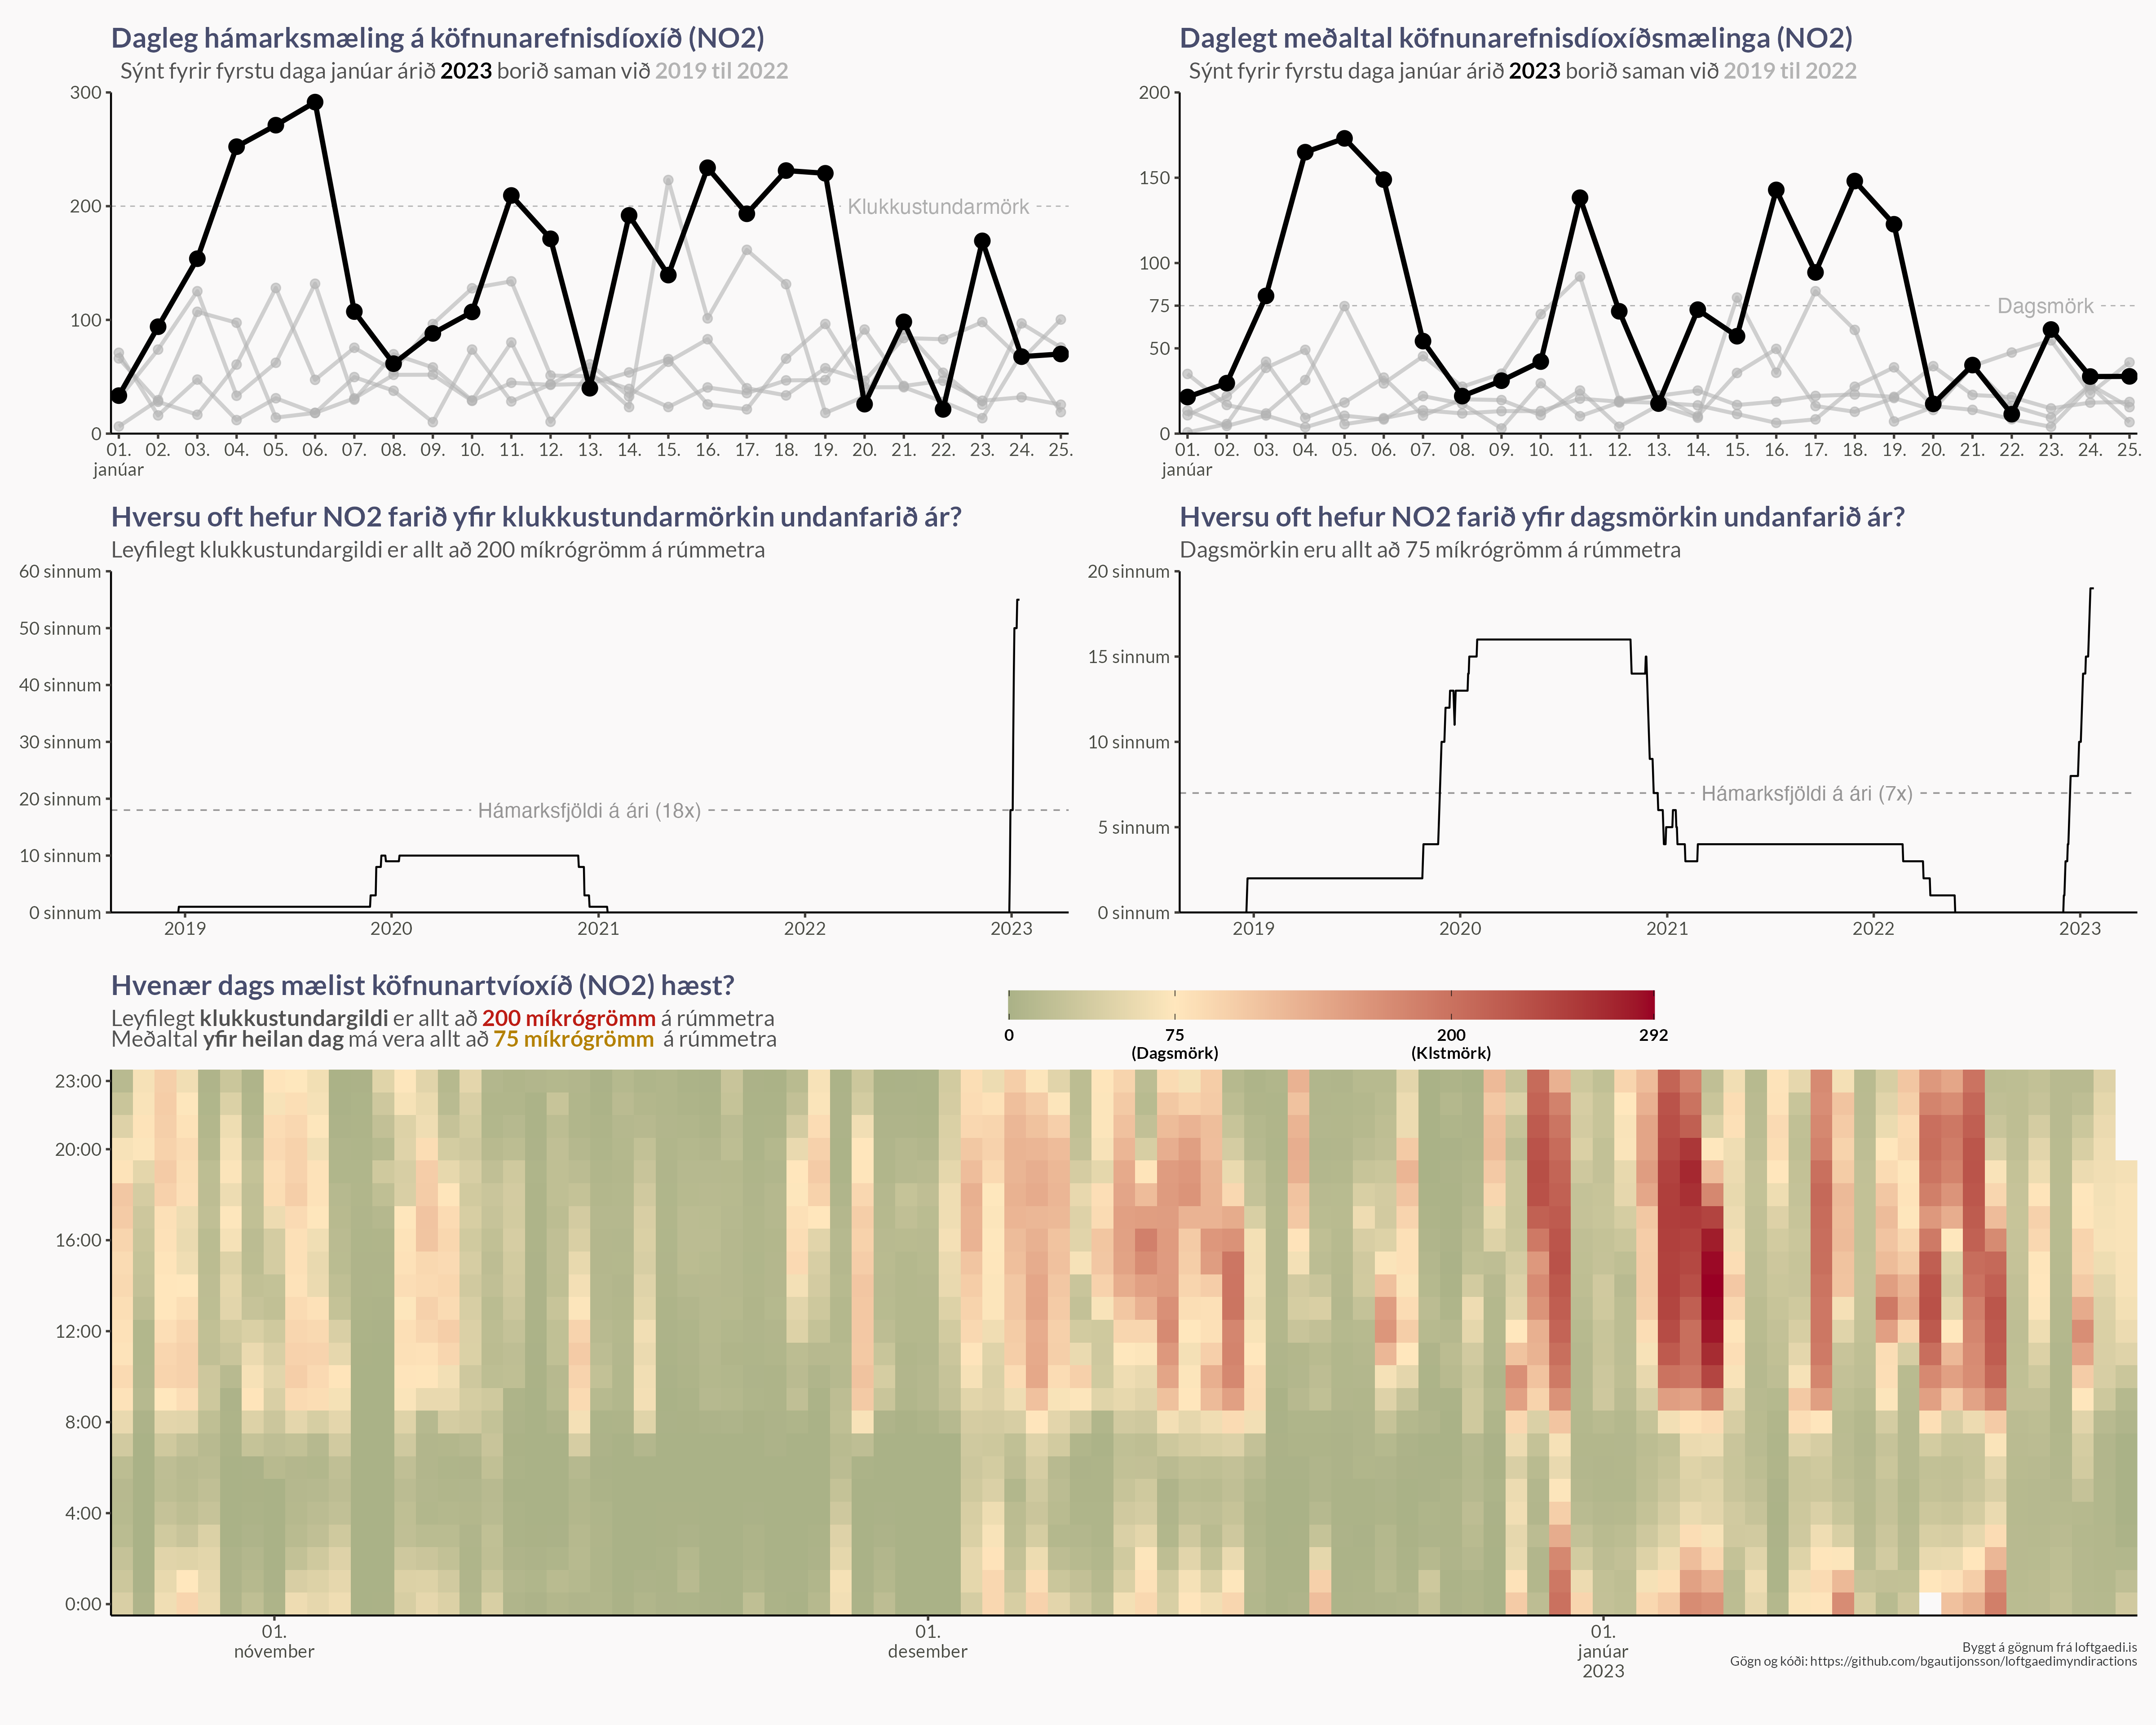 Dagleg hámarksmæling á köfnunarefnisdíoxíð (NO2)
Sýnt fyrir fyrstu daga janúar árið 2023 borið saman við 2019 til 2022
300
200
100
0
Klukkustundarmörk
01. 02. 03. 04. 05. 06. 07. 08. 09. 10. 11. 12. 13. 14. 15. 16. 17. 18. 19. 20. 21. 22. 23. 24. 25.
janúar
Daglegt meðaltal köfnunarefnisdíoxíðsmælinga (NO2)
Sýnt fyrir fyrstu daga janúar árið 2023 borið saman við 2019 til 2022
200
150
100
75
50
0
Dagsmörk
01. 02. 03. 04. 05. 06. 07. 08. 09. 10. 11. 12. 13. 14. 15. 16. 17. 18. 19. 20. 21. 22. 23. 24. 25.
janúar
Hversu oft hefur NO2 farið yfir klukkustundarmörkin undanfarið ár?
Leyfilegt klukkustundargildi er allt að 200 míkrógrömm á rúmmetra
60 sinnum
50 sinnum
40 sinnum
30 sinnum
20 sinnum
10 sinnum
0 sinnum
Hámarksfjöldi á ári (18x)
2019 2020 2021 2022 2023
Hversu oft hefur NO2 farið yfir dagsmörkin undanfarið ár?
Dagsmörkin eru allt að 75 míkrógrömm á rúmmetra
20 sinnum
15 sinnum
10 sinnum
5 sinnum
0 sinnum
Hámarksfjöldi á ári (7x)
2019 2020 2021 2022 2023
Hvenær dags mælist köfnunartvíoxíð (NO2) hæst?
Leyfilegt klukkustundargildi er allt að 200 míkrógrömm á rúmmetra
Meðaltal yfir heilan dag má vera allt að 75 míkrógrömm á rúmmetra
0 75 200 292
(Dagsmörk) (Klstmörk)
23:00
20:00
16:00
12:00
8:00
4:00
0:00
01. 01. 01.
nóvember desember janúar
2023
Byggt á gögnum frá loftgaedi.is
Gögn og kóði: https://github.com/bgautijonsson/loftgaedimyndiractions